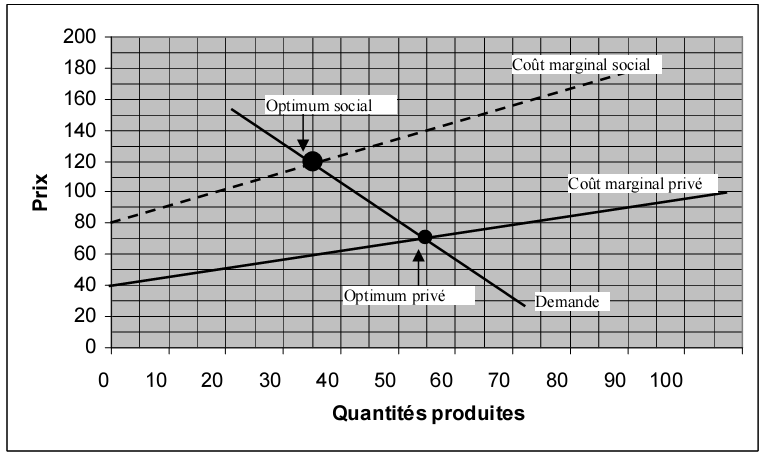 200
180
160
140
120
100
80
60
40
20
0
Prix
Coût marginal social
Optimum social
Coût marginal privé
Optimum privé
Demande
0 10 20 30 40 50 60 70 80 90 100
Quantités produites